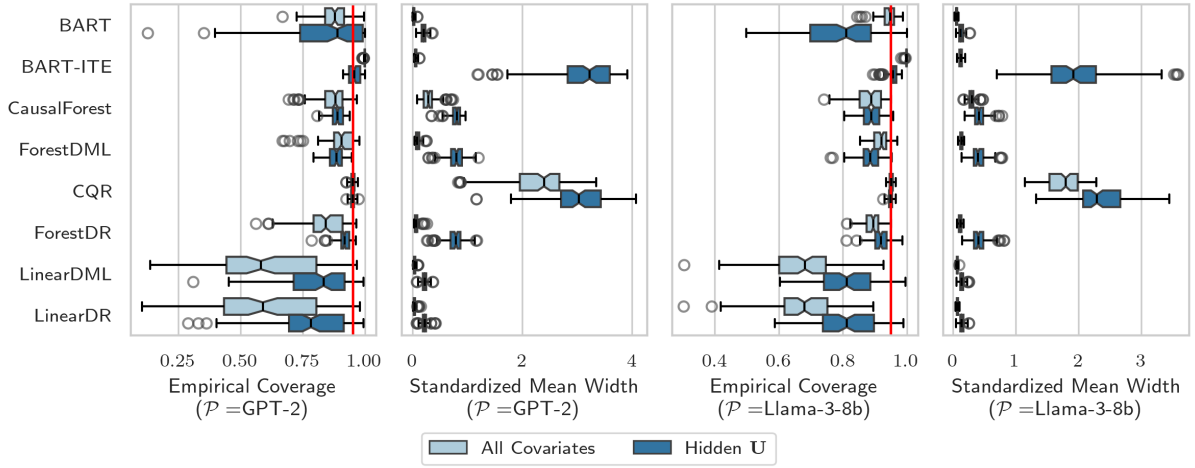 BART
BART-ITE
CausalForest
ForestDML
CQR
ForestDR
LinearDML
LinearDR
0.25 0.50 0.75 1.00
0 2 4
0.4 0.6 0.8 1.0
0 1 2 3
Empirical Coverage
(𝒫 =GPT-2)
Standardized Mean Width
(𝒫 =GPT-2)
Empirical Coverage
(𝒫 =Llama-3-8b)
Standardized Mean Width
(𝒫 =Llama-3-8b)
All Covariates Hidden U